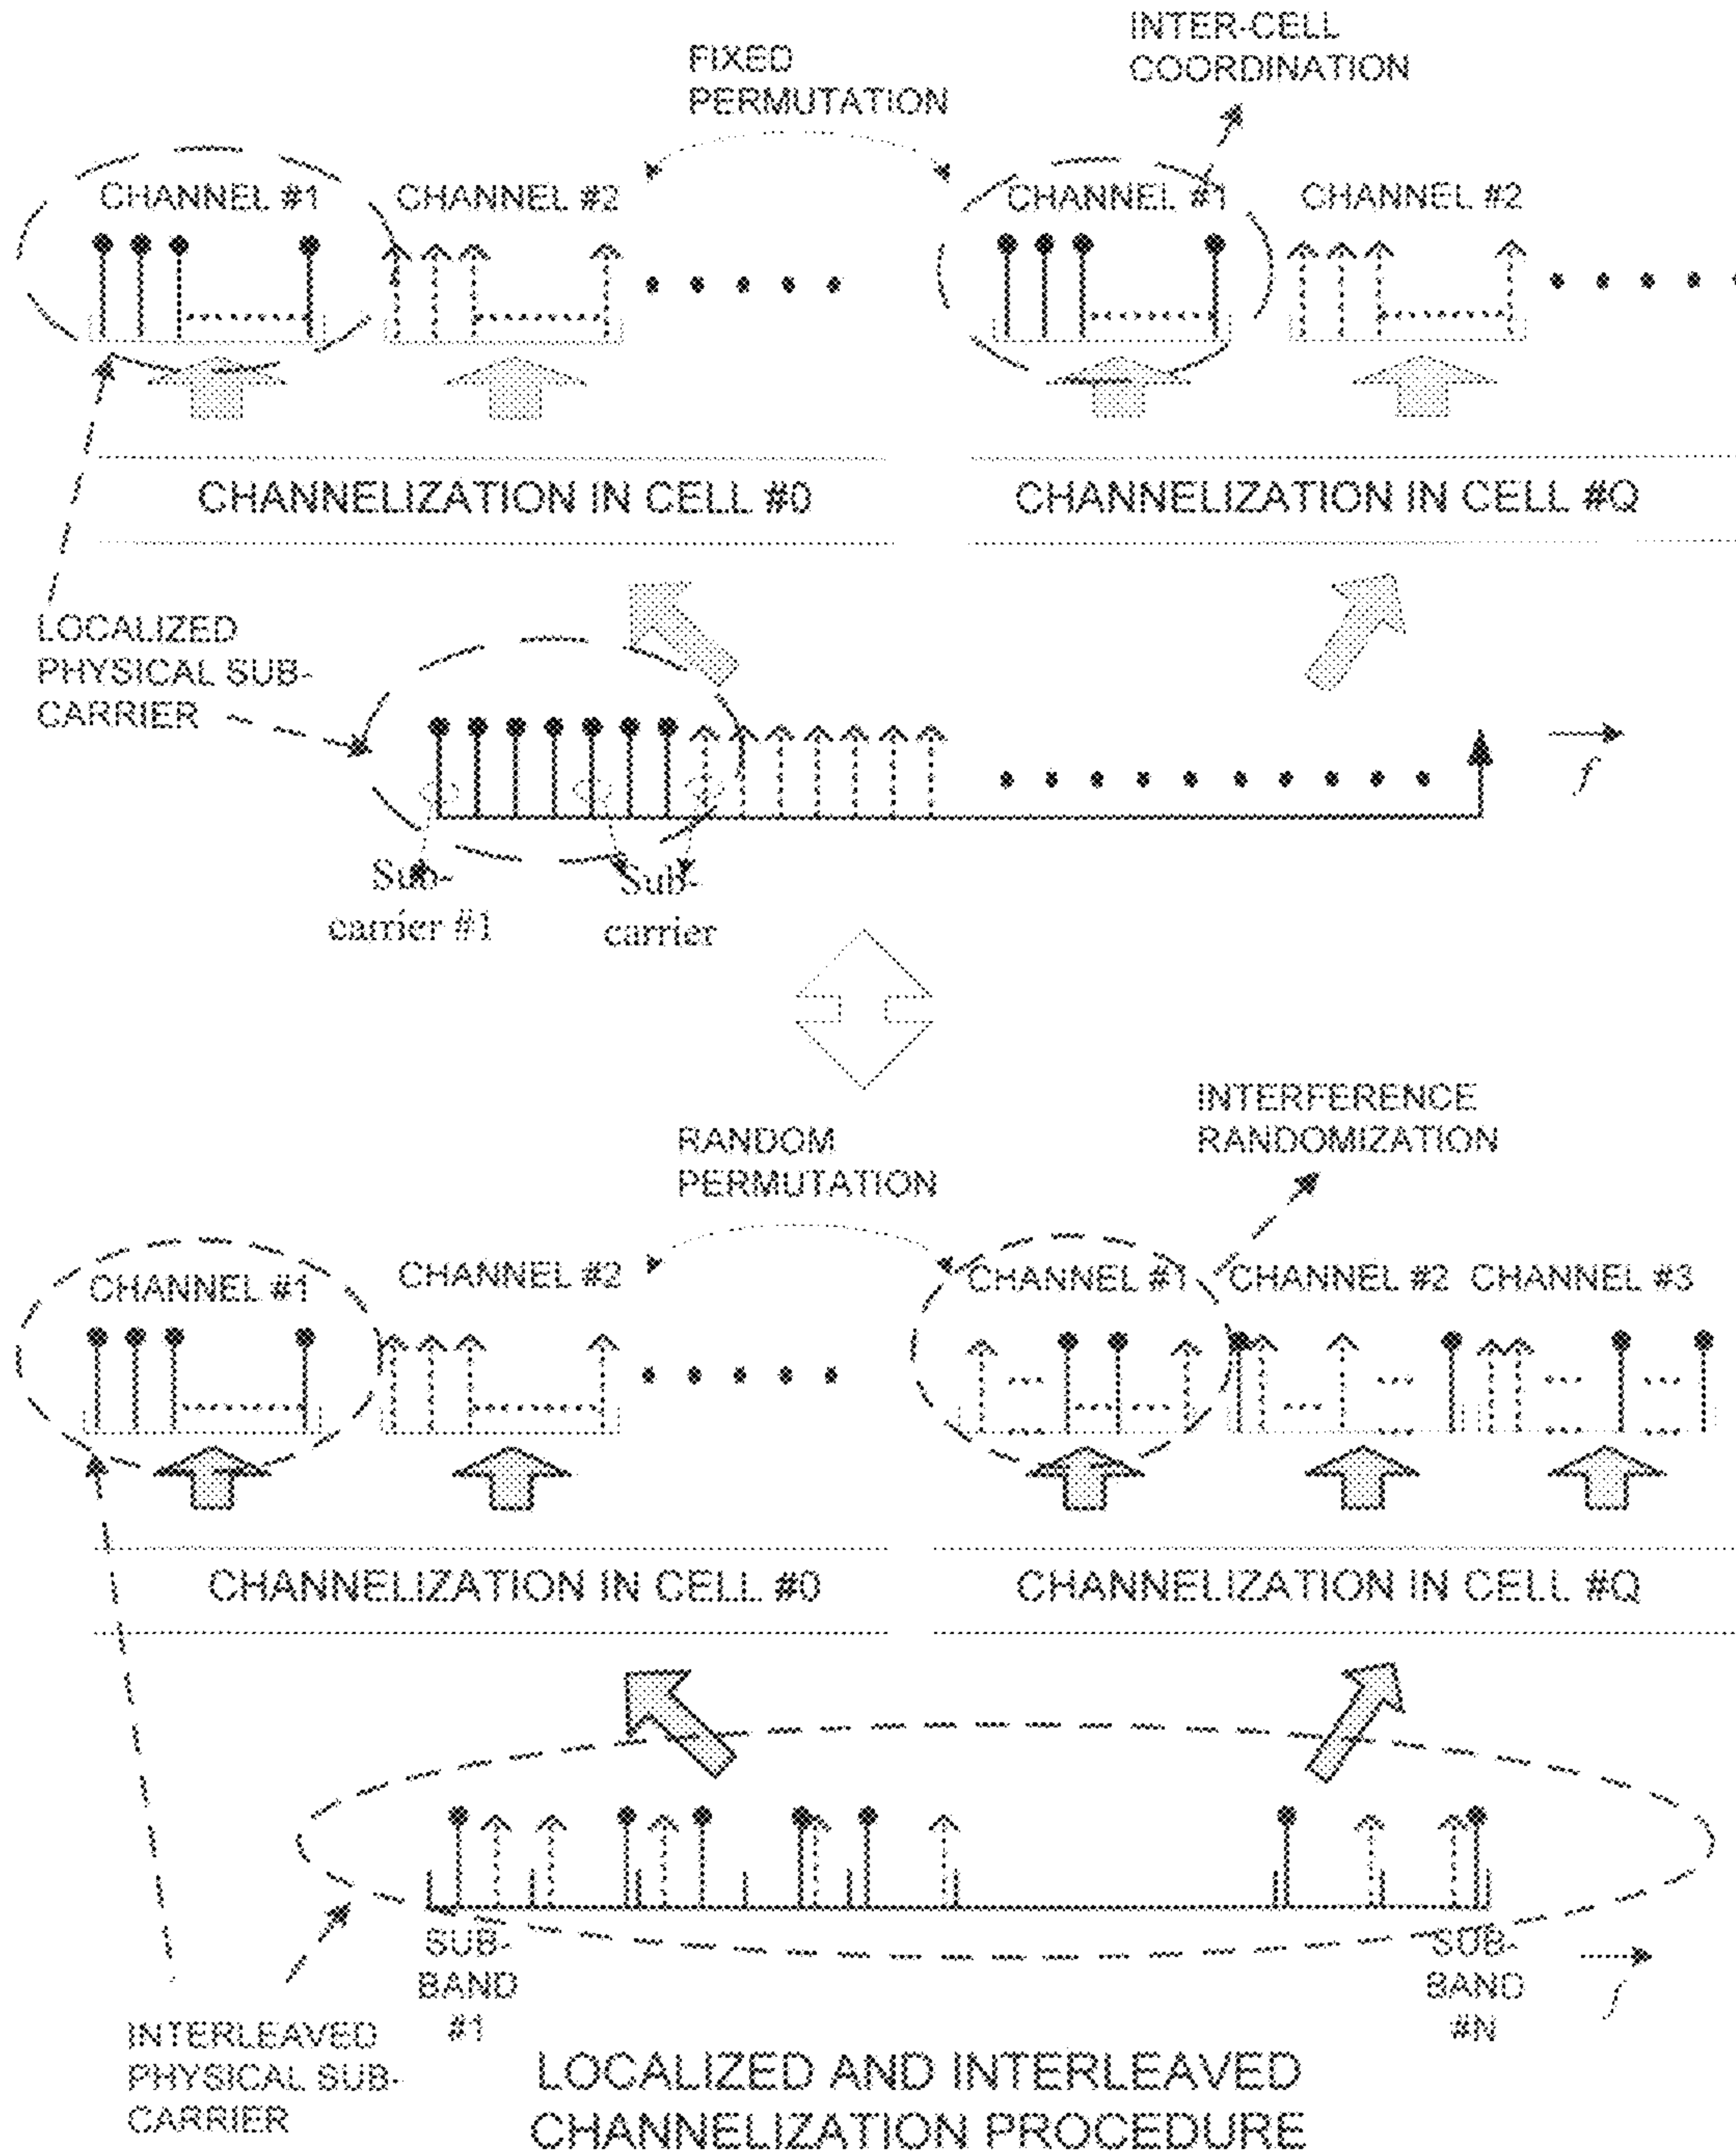 INTER-CELL
COORDINATION
FIXED
PERMUTATION
CHANNEL #1
CHANNEL #2
CHANNEL #1
CHANNEL #2
CHANNELIZATION IN CELL #0
CHANNELIZATION IN CELL #Q
LOCALIZED
PHYSICAL SUB-
CARRIER
f
Sub-
carrier #1
Sub-
carrier
INTERFERENCE
RANDOMIZATION
RANDOM
PERMUTATION
CHANNEL #1
CHANNEL #2
CHANNEL #1
CHANNEL #2
CHANNEL #3
CHANNELIZATION IN CELL #0
CHANNELIZATION IN CELL #Q
SUB-
BAND
#1
SUB-
BAND
#N
f
INTERLEAVED
PHYSICAL SUB-
CARRIER
LOCALIZED AND INTERLEAVED
CHANNELIZATION PROCEDURE